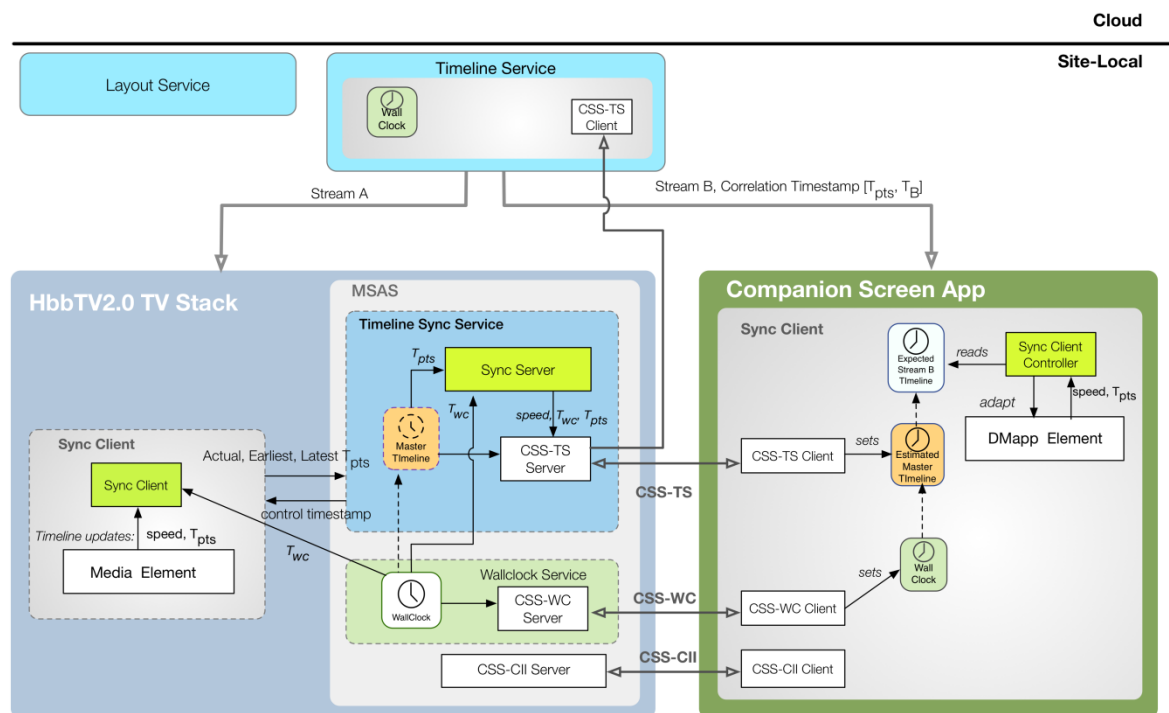 Cloud
Site-Local
Layout Service
Timeline Service
Wall
Clock
CSS-TS
Client
Stream A
Stream B, Correlation Timestamp [Tpts, TB]
HbbTV2.0 TV Stack
MSAS
Timeline Sync Service
Tpts
Sync Server
Twc
speed, Twc, Tpts
Master
TImeline
CSS-TS
Server
Sync Client
Sync Client
Actual, Earliest, Latest Tpts
control timestamp
Timeline updates:
speed, Tpts
Media Element
Twc
Wallclock Service
WallClock
CSS-WC
Server
CSS-CII Server
CSS-TS
CSS-WC
CSS-CII
Companion Screen App
Sync Client
Expected
Stream B
TImeline
reads
Sync Client
Controller
adapt
speed, Tpts
DMapp Element
CSS-TS Client
sets
Estimated
Master
TImeline
Wall
Clock
sets
CSS-WC Client
CSS-CII Client